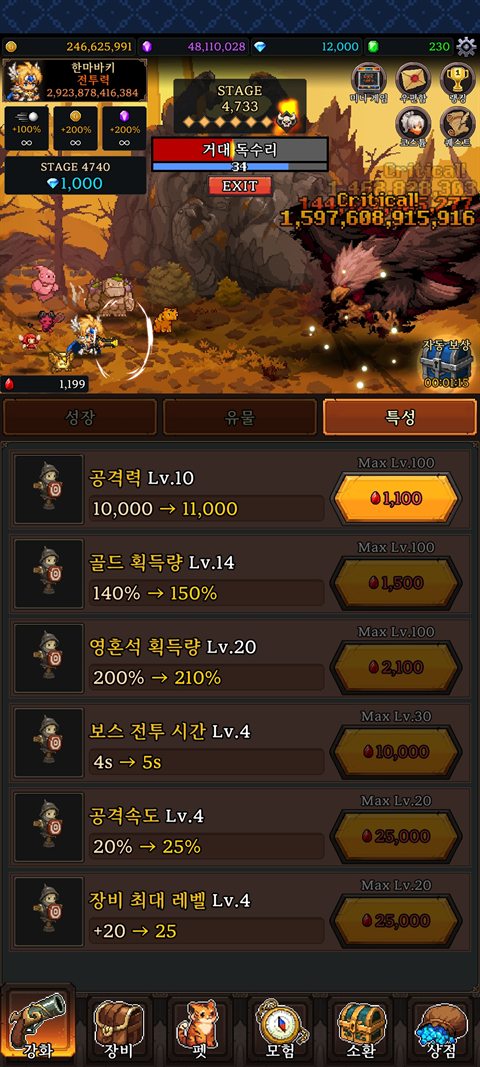 246,625,991 48,110,028 12,000 230
한마바키
전투력
2,923,878,416,384
+100% +200% +200%
∞ ∞ ∞
STAGE 4740
1,000
STAGE
4,733
거대 독수리
34
EXIT
미니 게임 우편함 랭킹
코스튬 퀘스트
Critical!
Critical!
1,597,608,915,916
자동 보상
00:01:15
1,199
성장 유물 특성
공격력 Lv.10
10,000 → 11,000
Max Lv.100
1,100
골드 획득량 Lv.14
140% → 150%
Max Lv.100
1,500
영혼석 획득량 Lv.20
200% → 210%
Max Lv.100
2,100
보스 전투 시간 Lv.4
4s → 5s
Max Lv.30
10,000
공격속도 Lv.4
20% → 25%
Max Lv.20
25,000
장비 최대 레벨 Lv.4
+20 → 25
Max Lv.20
25,000
강화 장비 펫 모험 소환 상점